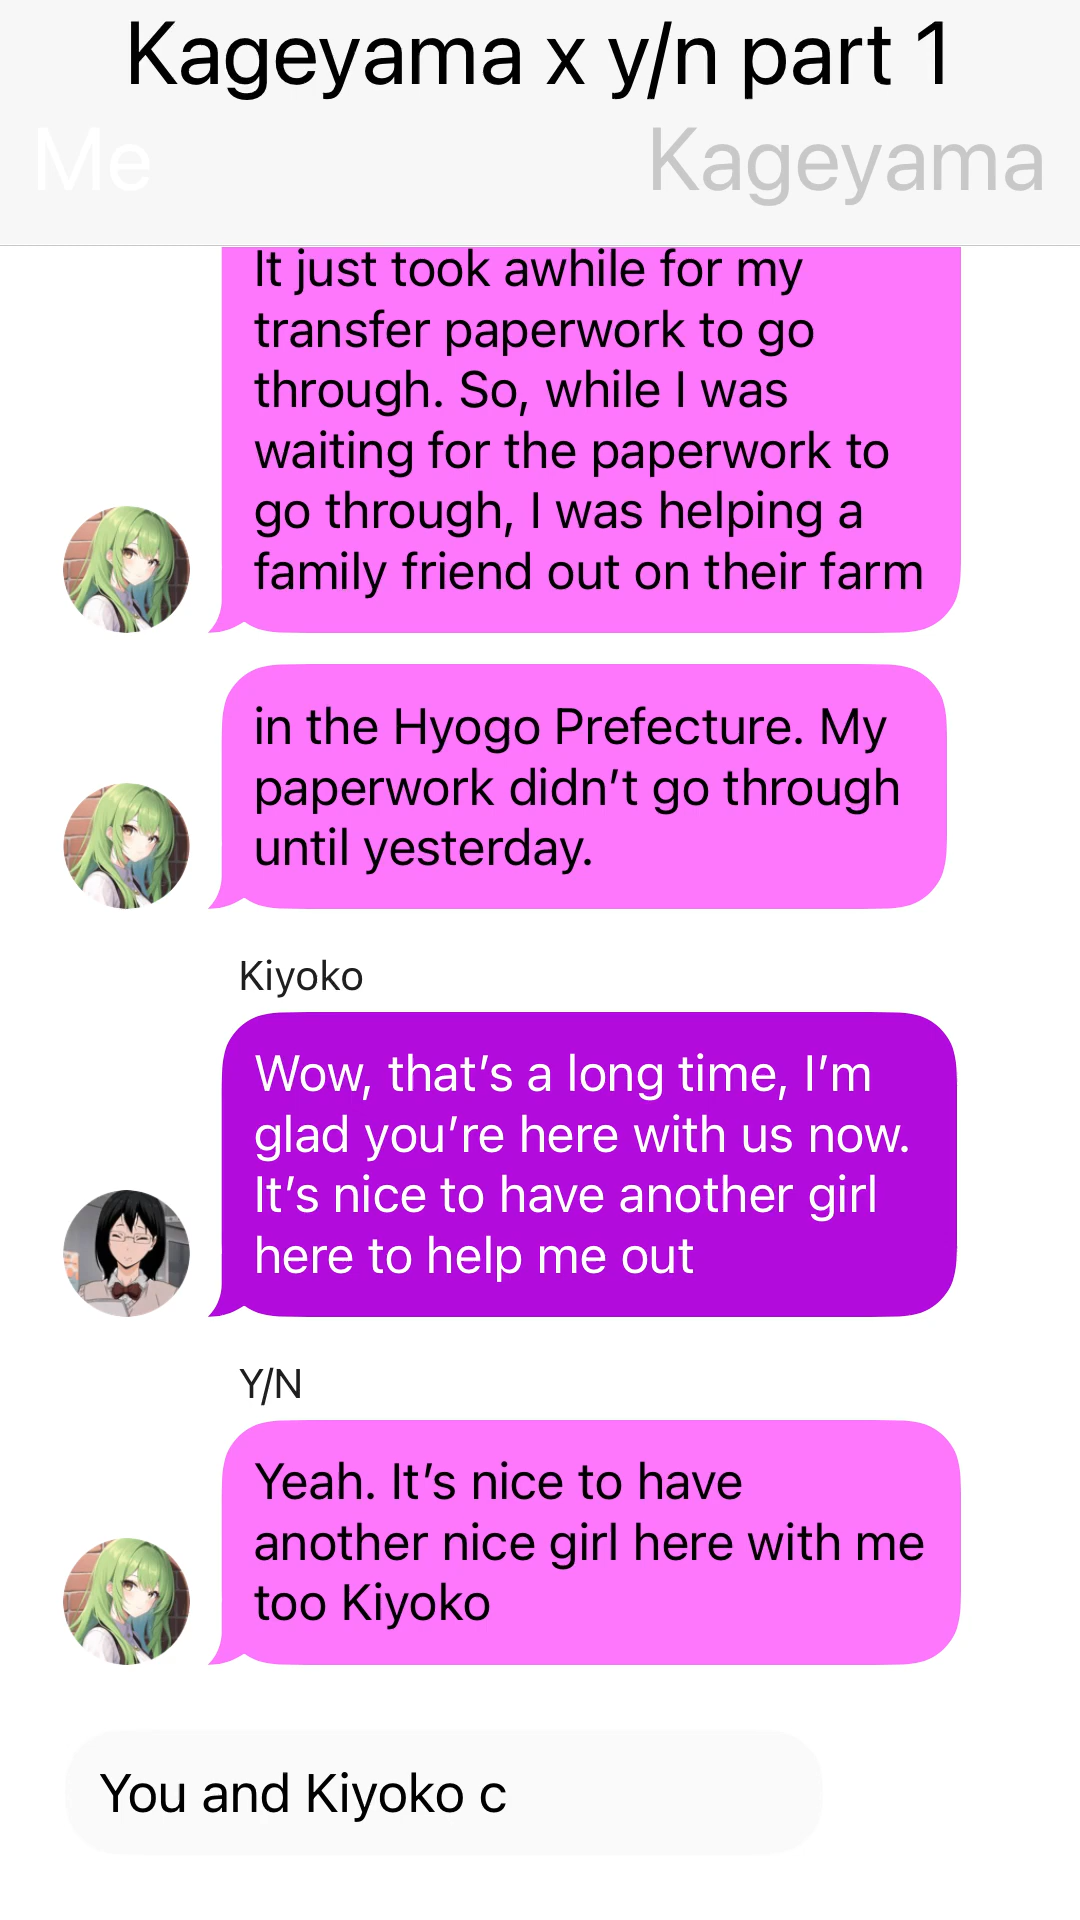 Kageyama x y/n part 1
Me
Kageyama
It just took awhile for my
transfer paperwork to go
through. So, while I was
waiting for the paperwork to
go through, I was helping a
family friend out on their farm
in the Hyogo Prefecture. My
paperwork didn’t go through
until yesterday.
Kiyoko
Wow, that’s a long time, I’m
glad you’re here with us now.
It’s nice to have another girl
here to help me out
Y/N
Yeah. It’s nice to have
another nice girl here with me
too Kiyoko
You and Kiyoko c